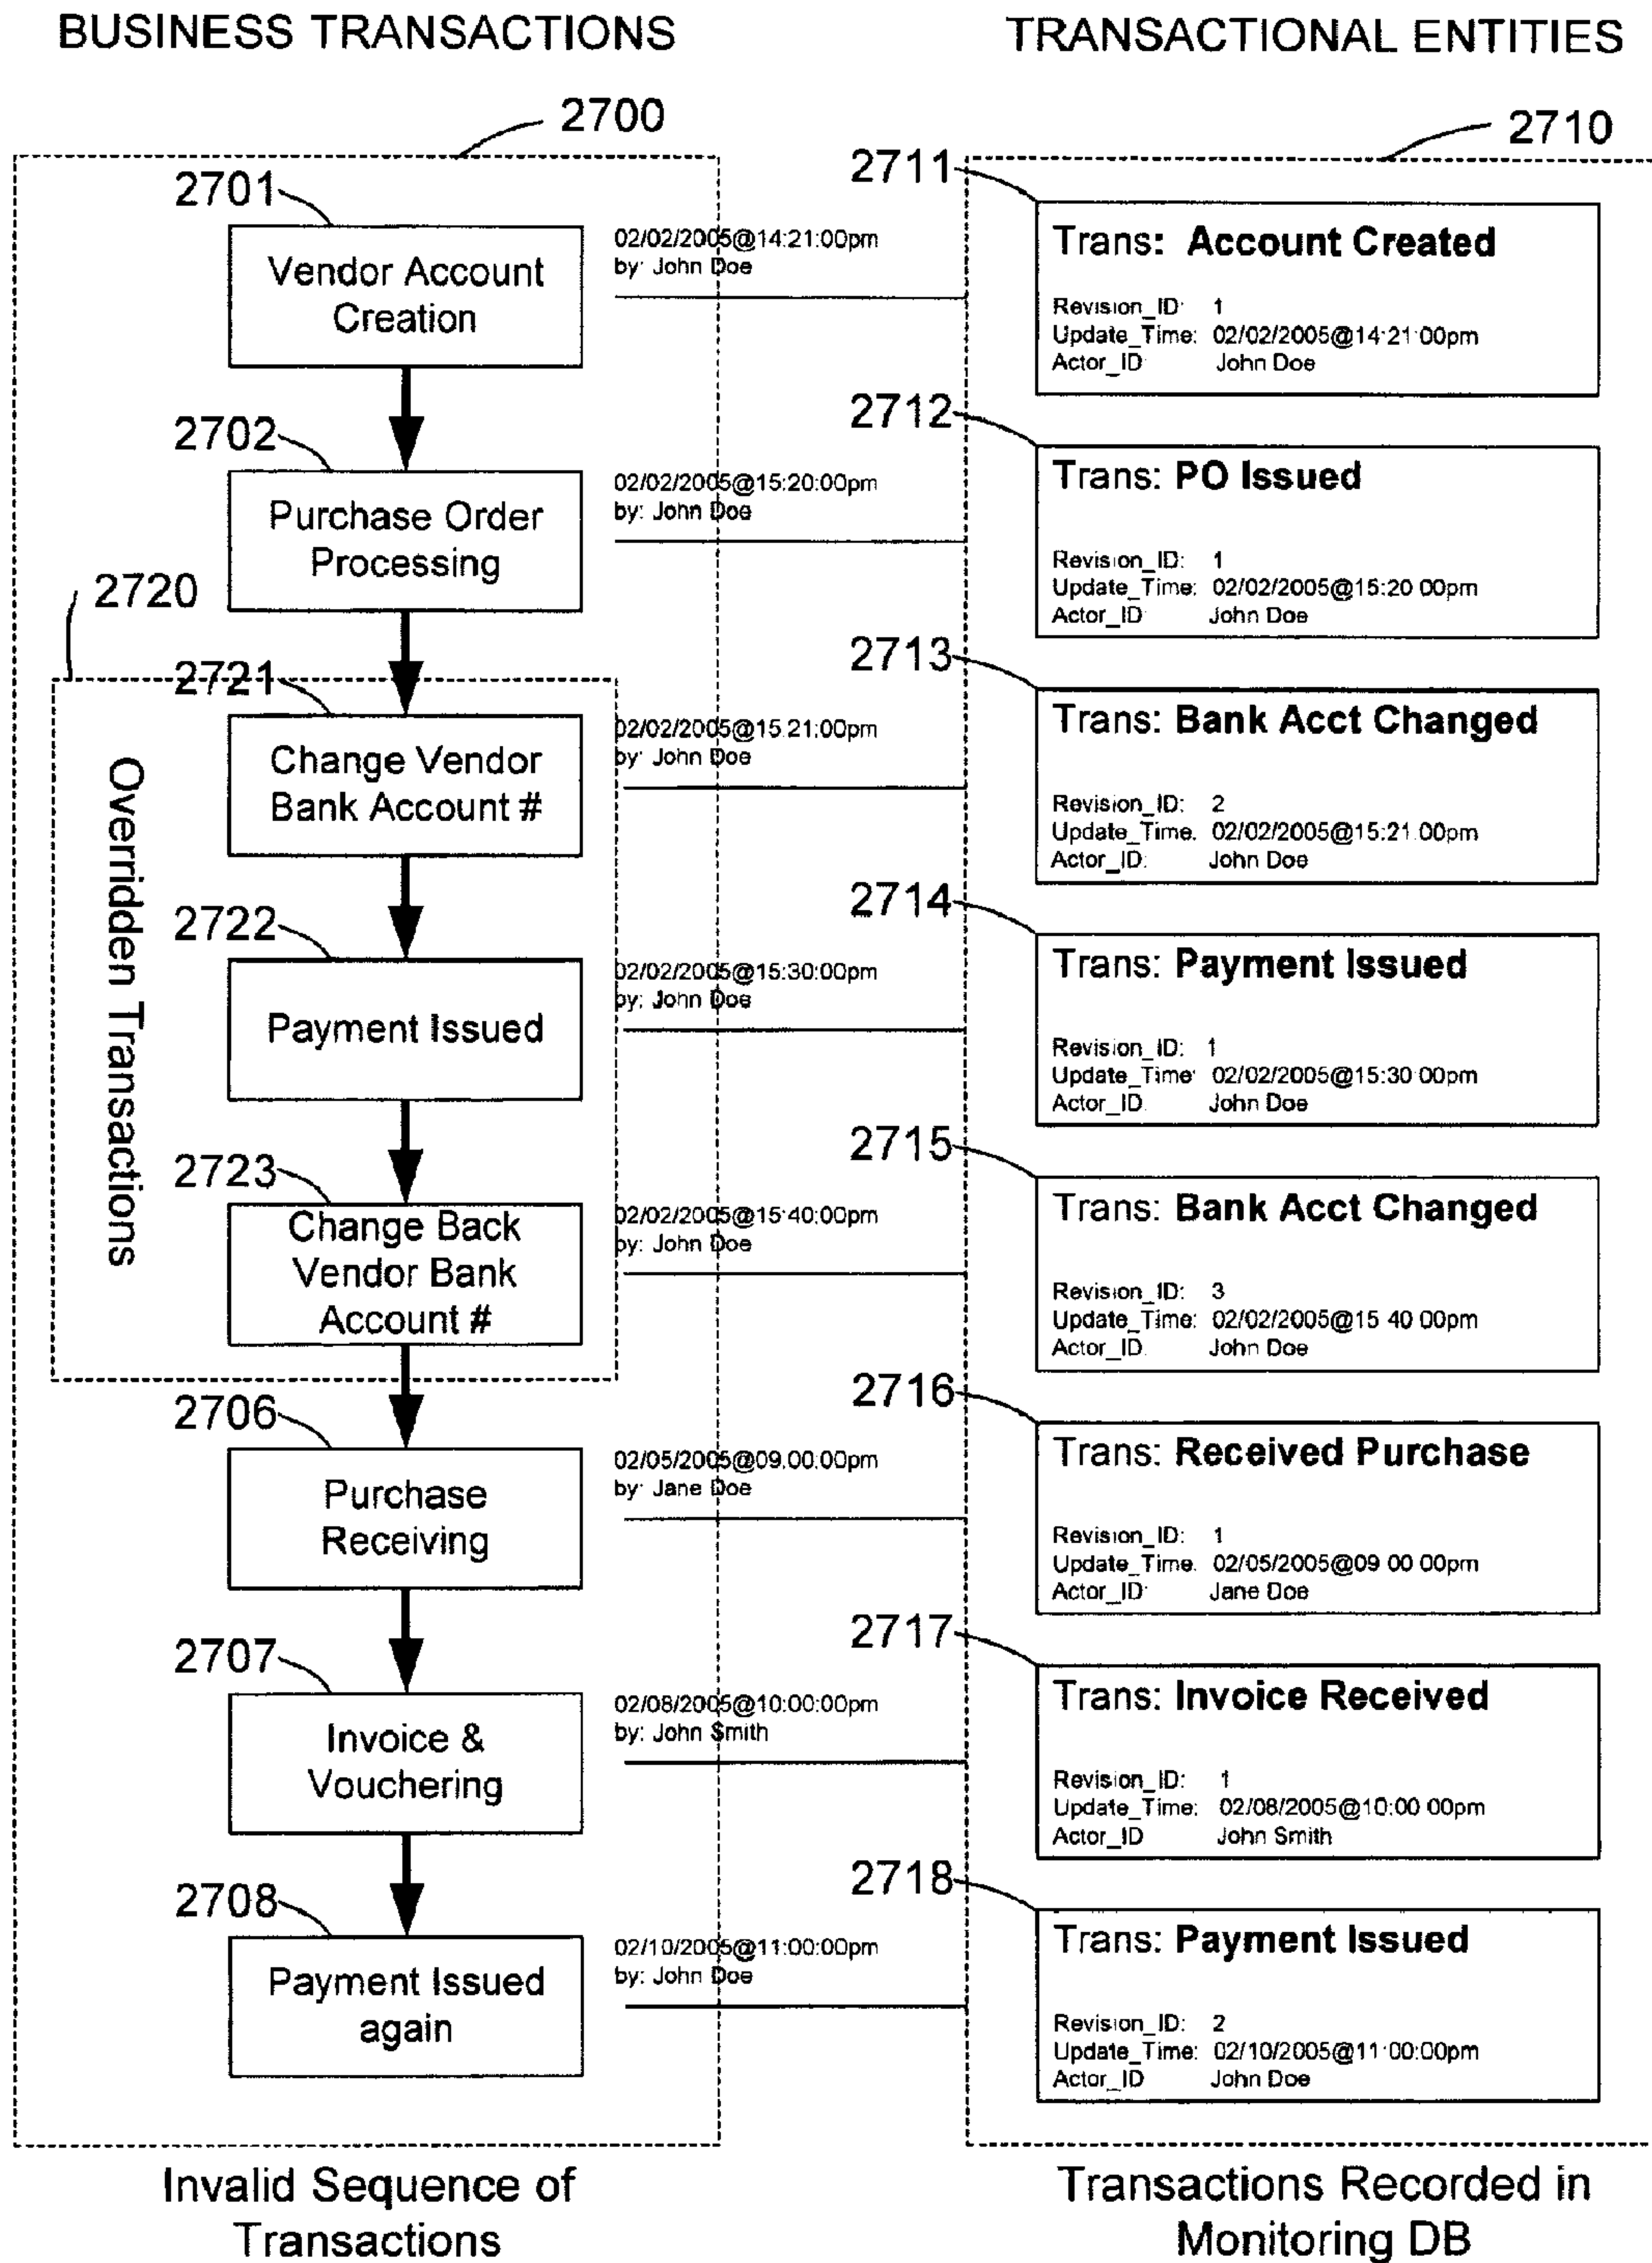 BUSINESS TRANSACTIONS
TRANSACTIONAL ENTITIES
2700
2710
2701
Vendor Account
Creation
02/02/2005@14:21:00pm
by: John Doe
2711
Trans: Account Created
Revision_ID: 1
Update_Time: 02/02/2005@14:21:00pm
Actor_ID John Doe
2702
Purchase Order
Processing
02/02/2005@15:20:00pm
by: John Doe
2712
Trans: PO Issued
Revision_ID: 1
Update_Time: 02/02/2005@15:20 00pm
Actor_ID John Doe
2720
Overridden Transactions
2721
Change Vendor
Bank Account #
02/02/2005@15:21:00pm
by: John Doe
2713
Trans: Bank Acct Changed
Revision_ID: 2
Update_Time. 02/02/2005@15:21.00pm
Actor_ID: John Doe
2722
Payment Issued
02/02/2005@15:30:00pm
by: John Doe
2714
Trans: Payment Issued
Revision_ID: 1
Update_Time: 02/02/2005@15:30 00pm
Actor_ID. John Doe
2723
Change Back
Vendor Bank
Account #
02/02/2005@15:40:00pm
by: John Doe
2715
Trans: Bank Acct Changed
Revision_ID: 3
Update_Time: 02/02/2005@15 40 00pm
Actor_ID. John Doe
2706
Purchase
Receiving
02/05/2005@09.00:00pm
by: Jane Doe
2716
Trans: Received Purchase
Revision_ID: 1
Update_Time. 02/05/2005@09 00 00pm
Actor_ID: Jane Doe
2707
Invoice &
Vouchering
02/08/2005@10:00:00pm
by: John Smith
2717
Trans: Invoice Received
Revision_ID: 1
Update_Time: 02/08/2005@10:00 00pm
Actor_ID John Smith
2708
Payment Issued
again
02/10/2005@11:00:00pm
by: John Doe
2718
Trans: Payment Issued
Revision_ID: 2
Update_Time: 02/10/2005@11:00:00pm
Actor_ID John Doe
Invalid Sequence of
Transactions
Transactions Recorded in
Monitoring DB